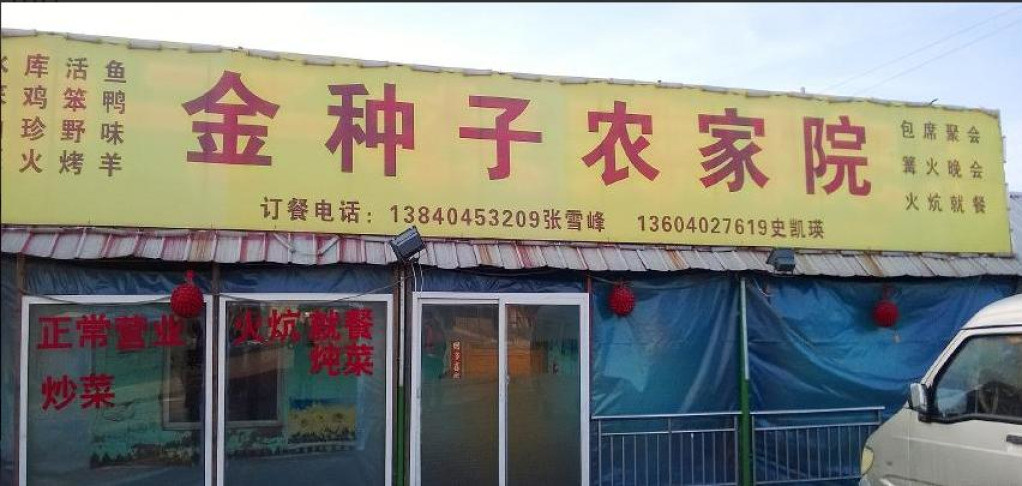 库活鱼
鸡笨鸭
珍野味
火烤羊
金种子农家院
包席聚会
篝火晚会
火炕就餐
订餐电话：13840453209张雪峰 13604027619史凯瑛
正常营业
炒菜
火炕就餐
炖菜